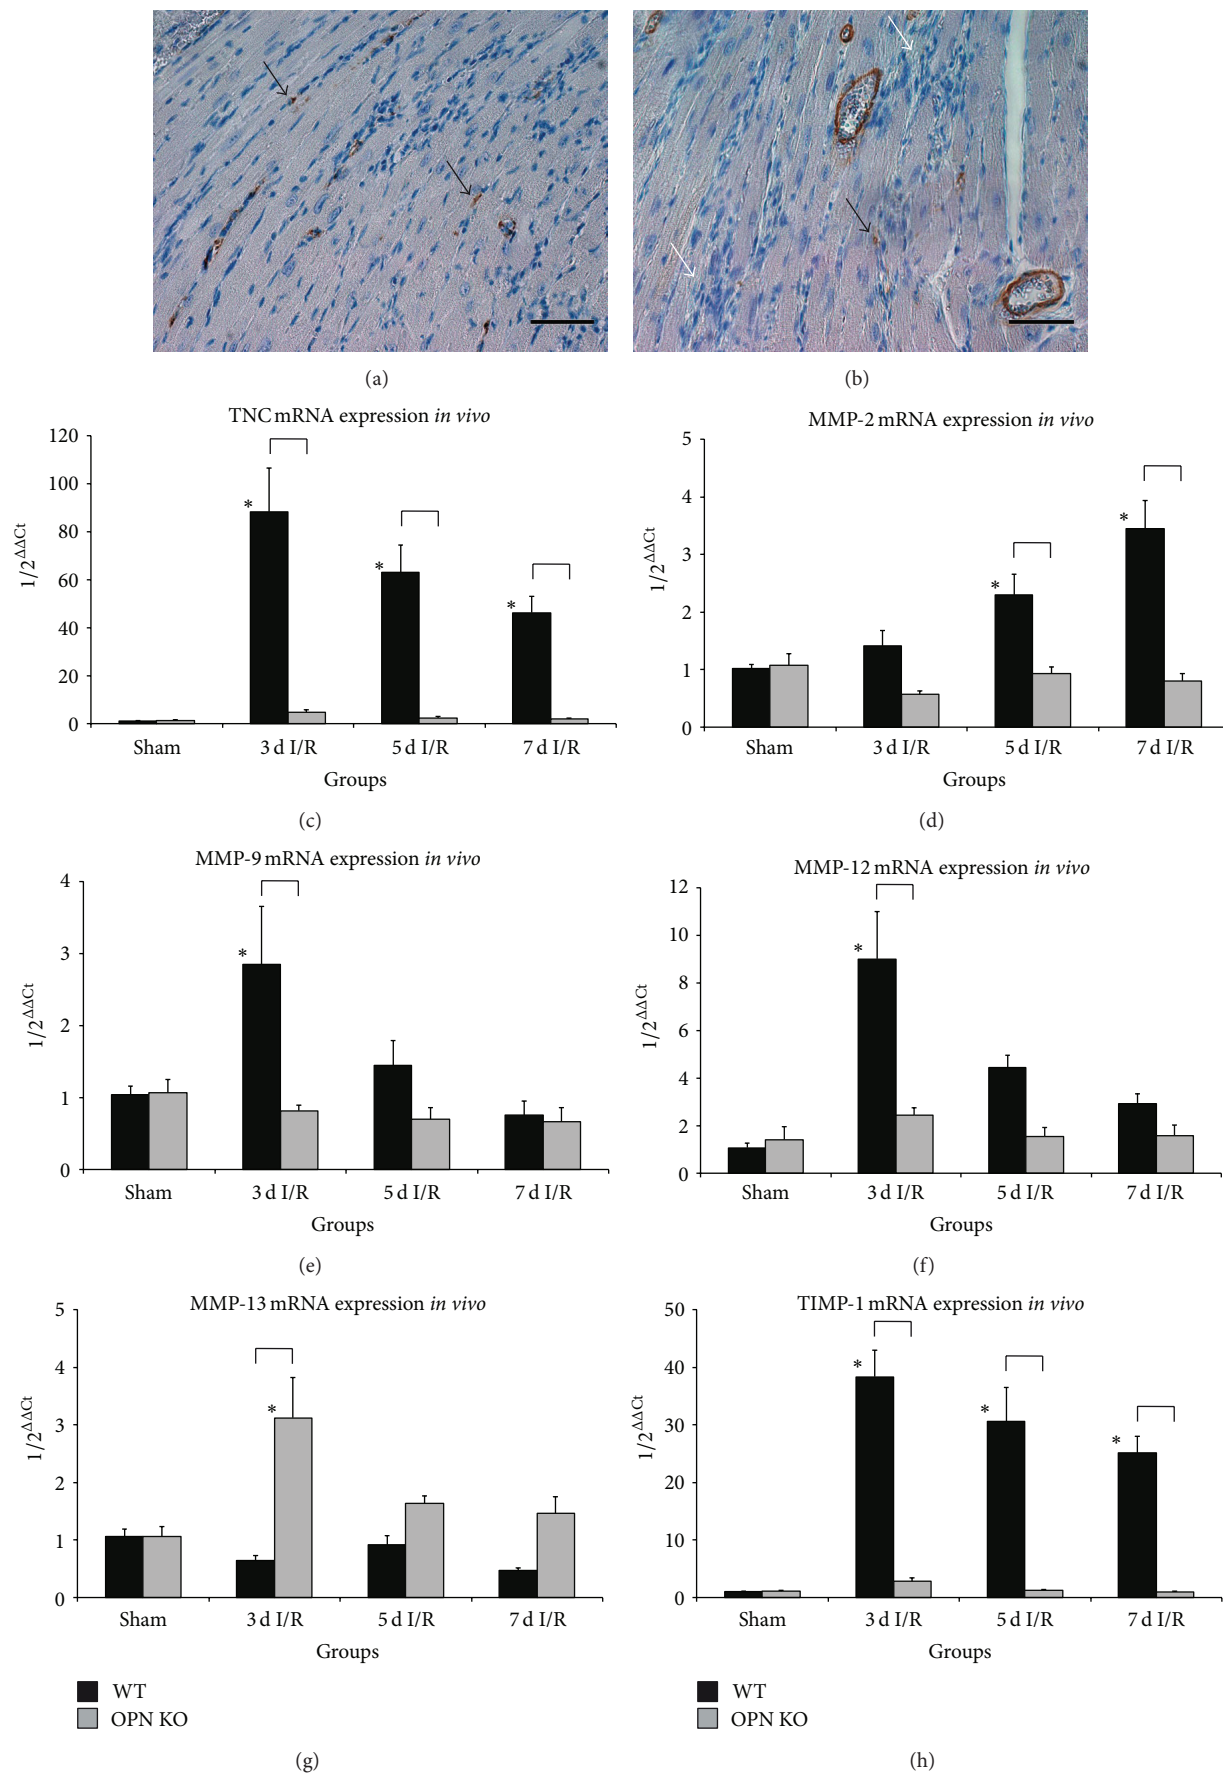 (a)
(b)
TNC mRNA expression in vivo
120
100
80
60
40
20
0
1/2^ΔΔCt
*
*
*
Sham
3 d I/R
5 d I/R
7 d I/R
Groups
(c)
MMP-2 mRNA expression in vivo
5
4
3
2
1
0
1/2^ΔΔCt
*
*
Sham
3 d I/R
5 d I/R
7 d I/R
Groups
(d)
MMP-9 mRNA expression in vivo
4
3
2
1
0
1/2^ΔΔCt
*
Sham
3 d I/R
5 d I/R
7 d I/R
Groups
(e)
MMP-12 mRNA expression in vivo
12
10
8
6
4
2
0
1/2^ΔΔCt
*
Sham
3 d I/R
5 d I/R
7 d I/R
Groups
(f)
MMP-13 mRNA expression in vivo
5
4
3
2
1
0
1/2^ΔΔCt
*
Sham
3 d I/R
5 d I/R
7 d I/R
Groups
WT
OPN KO
(g)
TIMP-1 mRNA expression in vivo
50
40
30
20
10
0
1/2^ΔΔCt
*
*
*
Sham
3 d I/R
5 d I/R
7 d I/R
Groups
WT
OPN KO
(h)